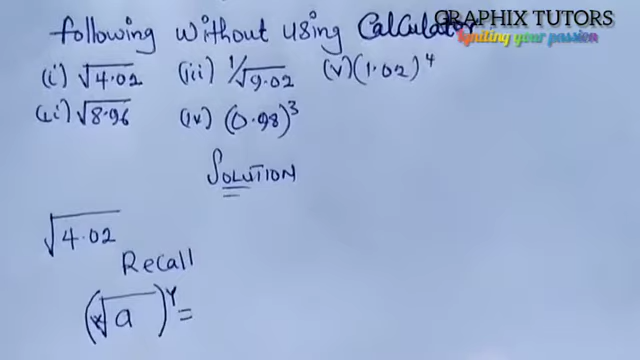 GRAPHIX TUTORS
Igniting your passion
following without using Calculator
(i) √4.02 (iii) 1/√9.02 (v) (1.02)⁴
(ii) √8.96 (iv) (0.98)³
SOLUTION
√4.02
Recall
(ˣ√a)ʸ =